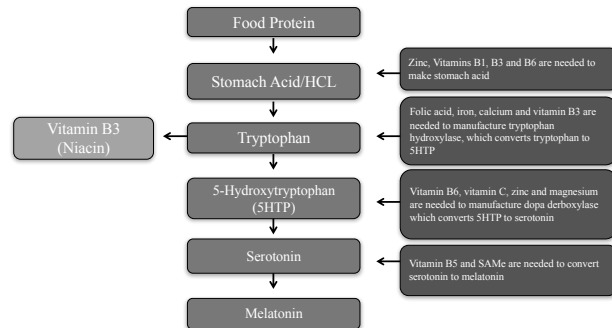 Food Protein
Stomach Acid/HCL
Zinc, Vitamins B1, B3 and B6 are needed to
make stomach acid
Vitamin B3
(Niacin)
Tryptophan
Folic acid, iron, calcium and vitamin B3 are
needed to manufacture tryptophan
hydroxylase, which converts tryptophan to
5HTP
5-Hydroxytryptophan
(5HTP)
Vitamin B6, vitamin C, zinc and magnesium
are needed to manufacture dopa derboxylase
which converts 5HTP to serotonin
Serotonin
Vitamin B5 and SAMe are needed to convert
serotonin to melatonin
Melatonin